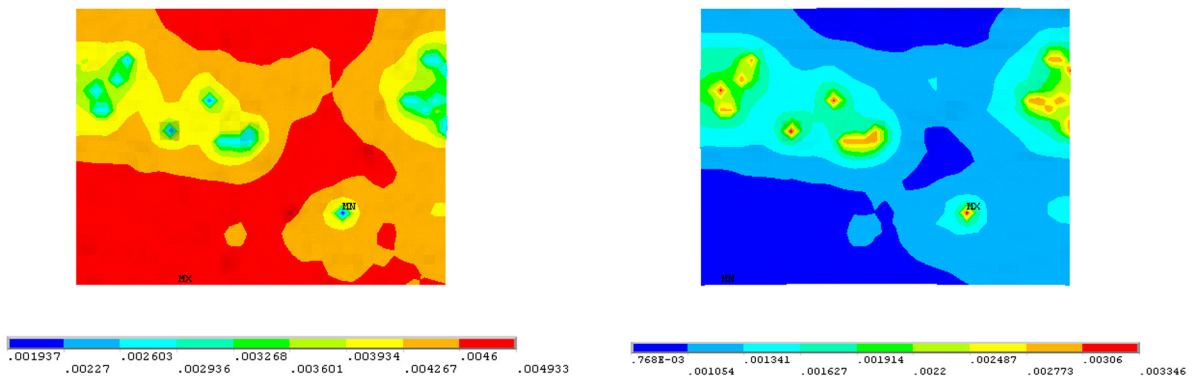 MN
MX
MX
MN
.001937 .002603 .003268 .003934 .0046
.00227 .002936 .003601 .004267 .004933
.768E-03 .001341 .001914 .002487 .00306
.001054 .001627 .0022 .002773 .003346